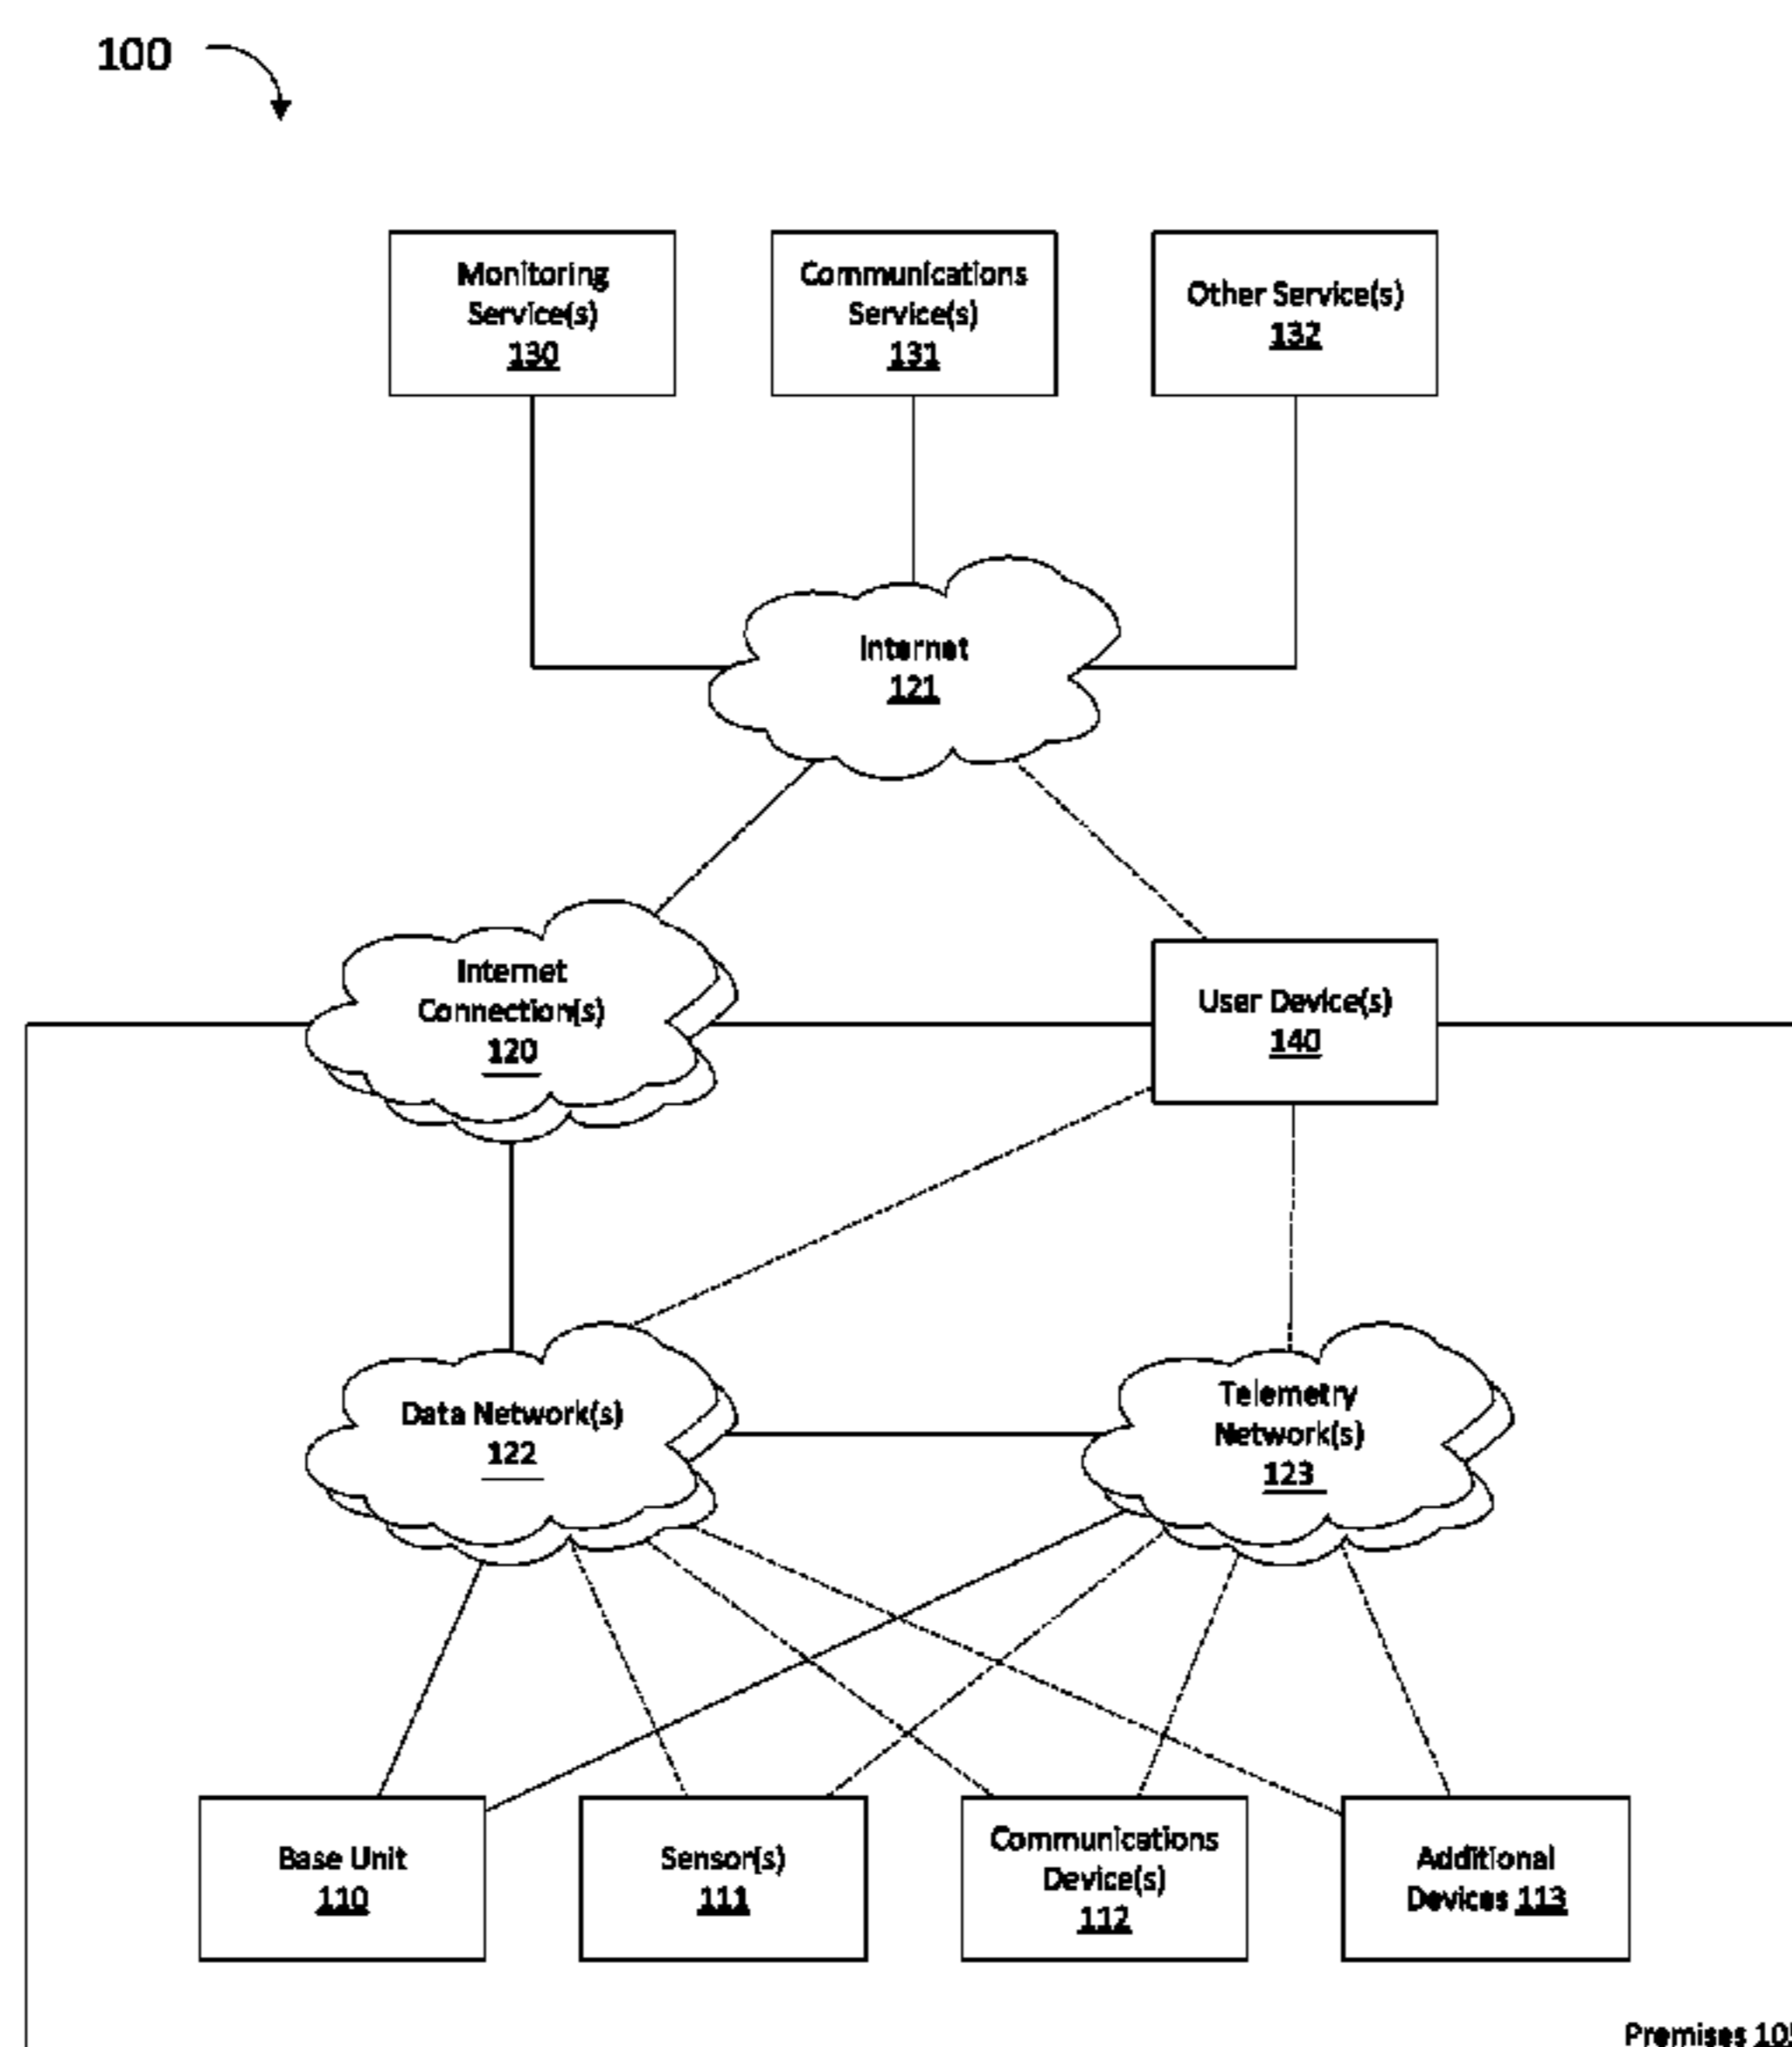 100
Monitoring
Service(s)
130
Communications
Service(s)
131
Other Service(s)
132
Internet
121
Internet
Connection(s)
120
User Device(s)
140
Data Network(s)
122
Telemetry
Network(s)
123
Base Unit
110
Sensor(s)
111
Communications
Device(s)
112
Additional
Devices 113
Premises